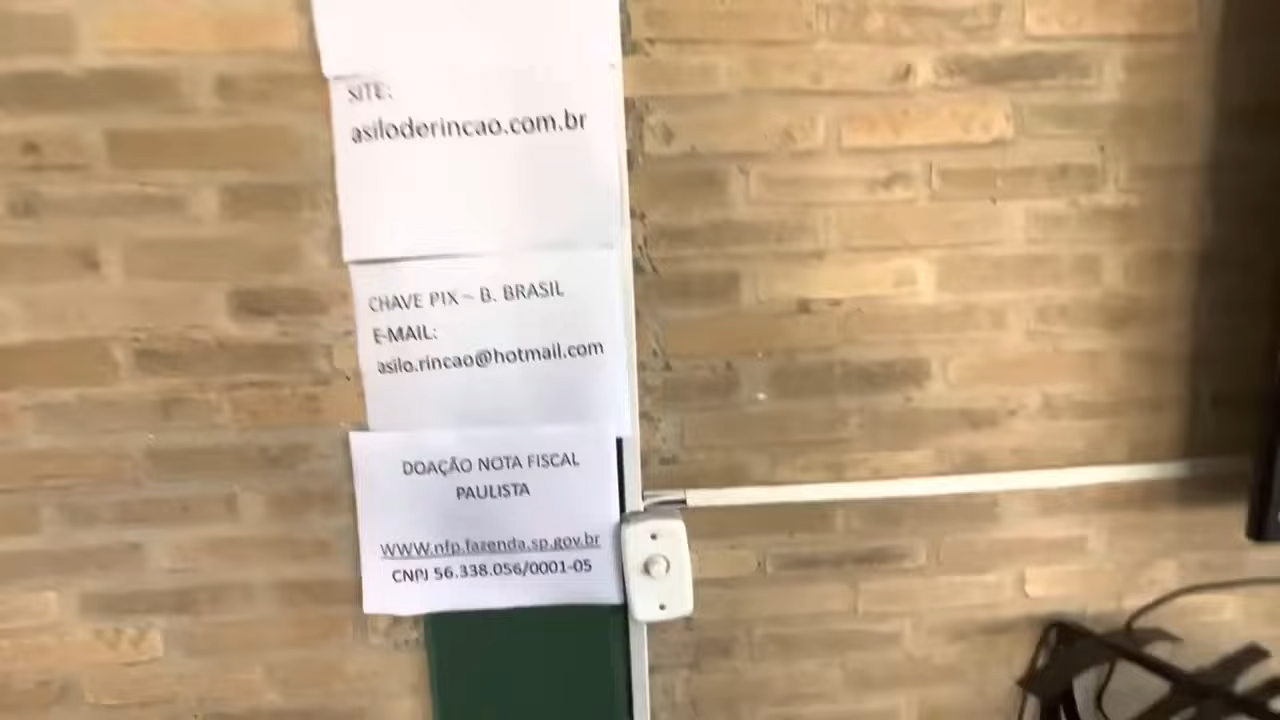 SITE:
asiloderincao.com.br
CHAVE PIX – B. BRASIL
E-MAIL:
asilo.rincao@hotmail.com
DOAÇÃO NOTA FISCAL
PAULISTA
WWW.nfp.fazenda.sp.gov.br
CNPJ 56.338.056/0001-05